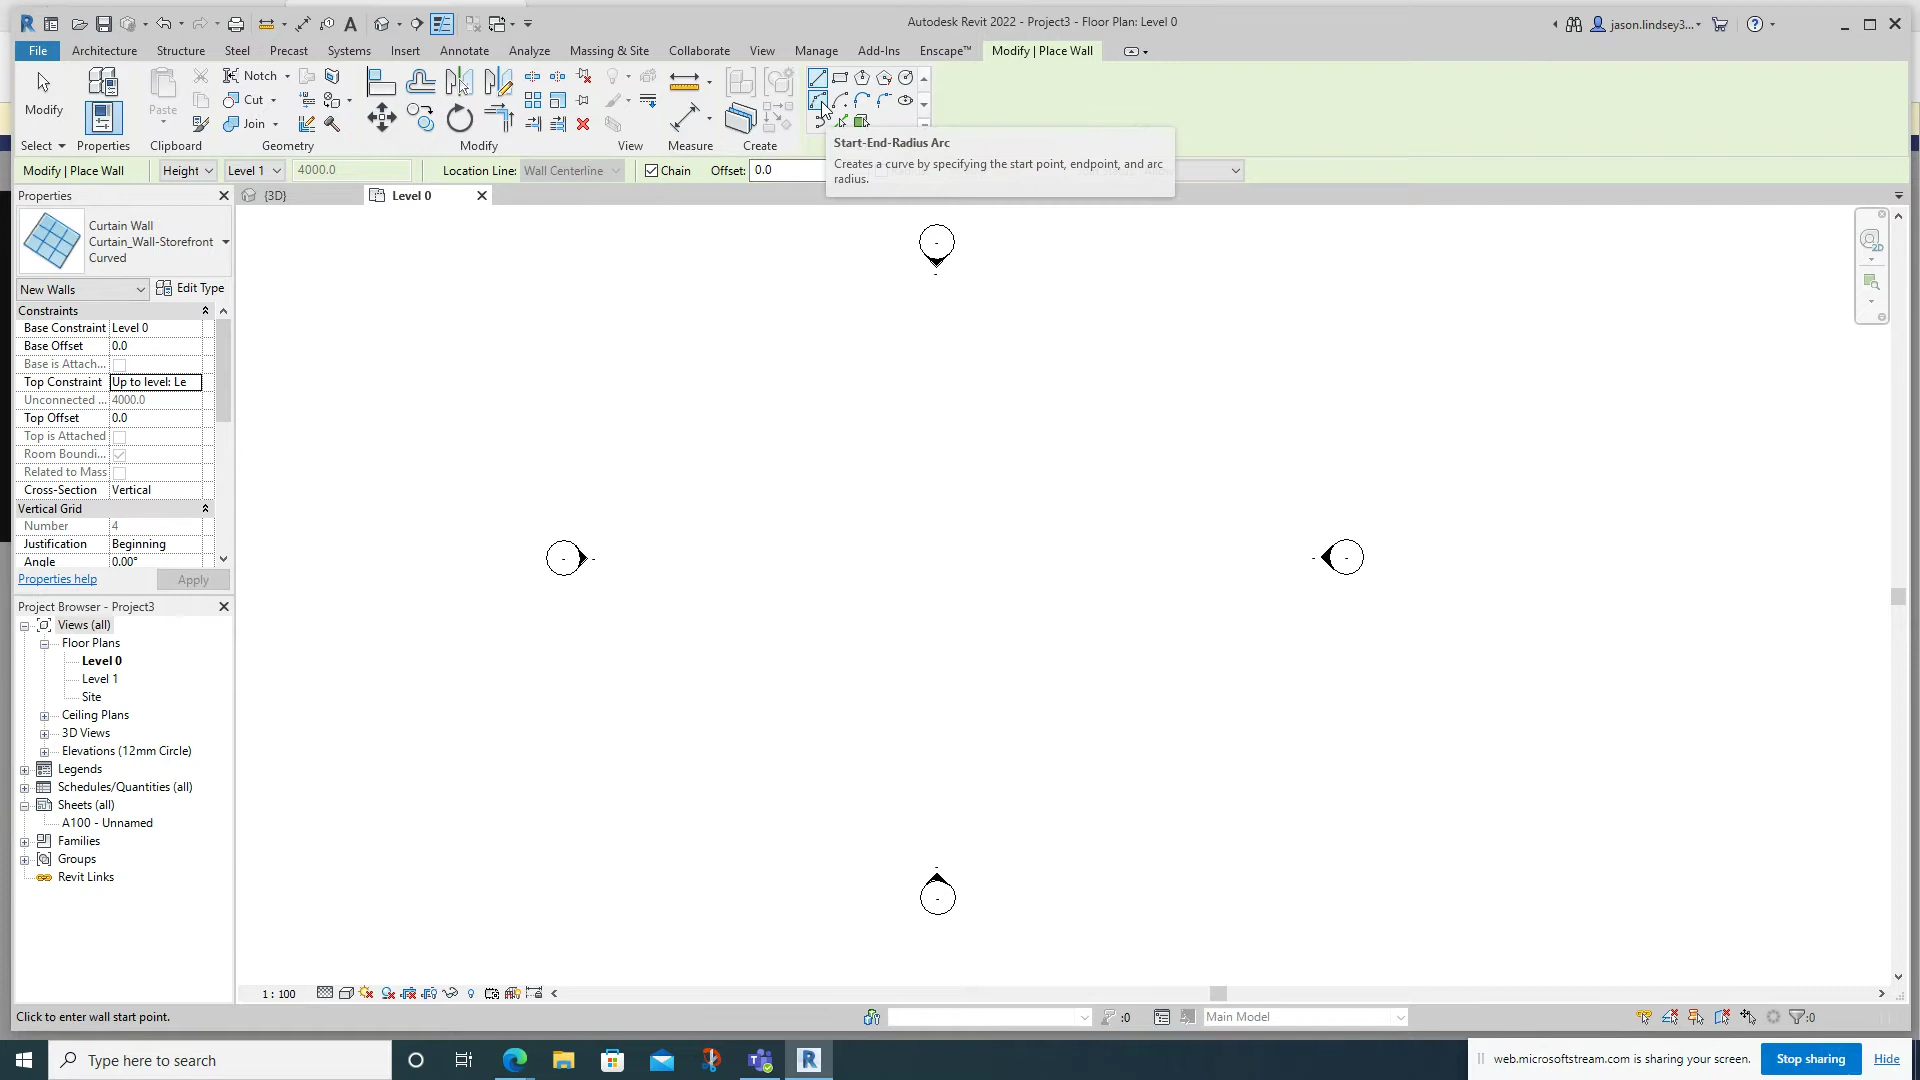 Autodesk Revit 2022 - Project3 - Floor Plan: Level 0
jason.lindsey3...
File
Architecture
Structure
Steel
Precast
Systems
Insert
Annotate
Analyze
Massing & Site
Collaborate
View
Manage
Add-Ins
Enscape™
Modify | Place Wall
Modify
Paste
Notch
Cut
Join
Select
Properties
Clipboard
Geometry
Modify
View
Measure
Create
Start-End-Radius Arc
Creates a curve by specifying the start point, endpoint, and arc
radius.
Modify | Place Wall
Height
Level 1
4000.0
Location Line:
Wall Centerline
Chain
Offset:
0.0
Properties
{3D}
Level 0
Curtain Wall
Curtain_Wall-Storefront
Curved
New Walls
Edit Type
Constraints
Base Constraint Level 0
Base Offset 0.0
Base is Attach...
Top Constraint Up to level: Le
Unconnected ... 4000.0
Top Offset 0.0
Top is Attached
Room Boundi...
Related to Mass
Cross-Section Vertical
Vertical Grid
Number 4
Justification Beginning
Angle 0.00°
Properties help
Apply
Project Browser - Project3
Views (all)
Floor Plans
Level 0
Level 1
Site
Ceiling Plans
3D Views
Elevations (12mm Circle)
Legends
Schedules/Quantities (all)
Sheets (all)
A100 - Unnamed
Families
Groups
Revit Links
2D
1 : 100
Click to enter wall start point.
:0
Main Model
:0
Type here to search
web.microsoftstream.com is sharing your screen.
Stop sharing
Hide